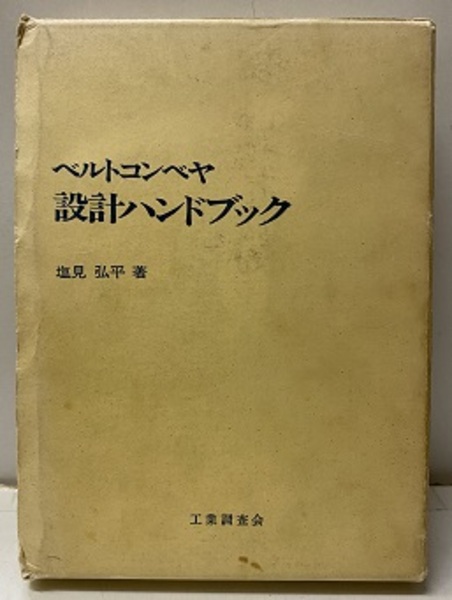 ベルトコンベヤ
設計ハンドブック
塩見 弘平 著
工業調査会